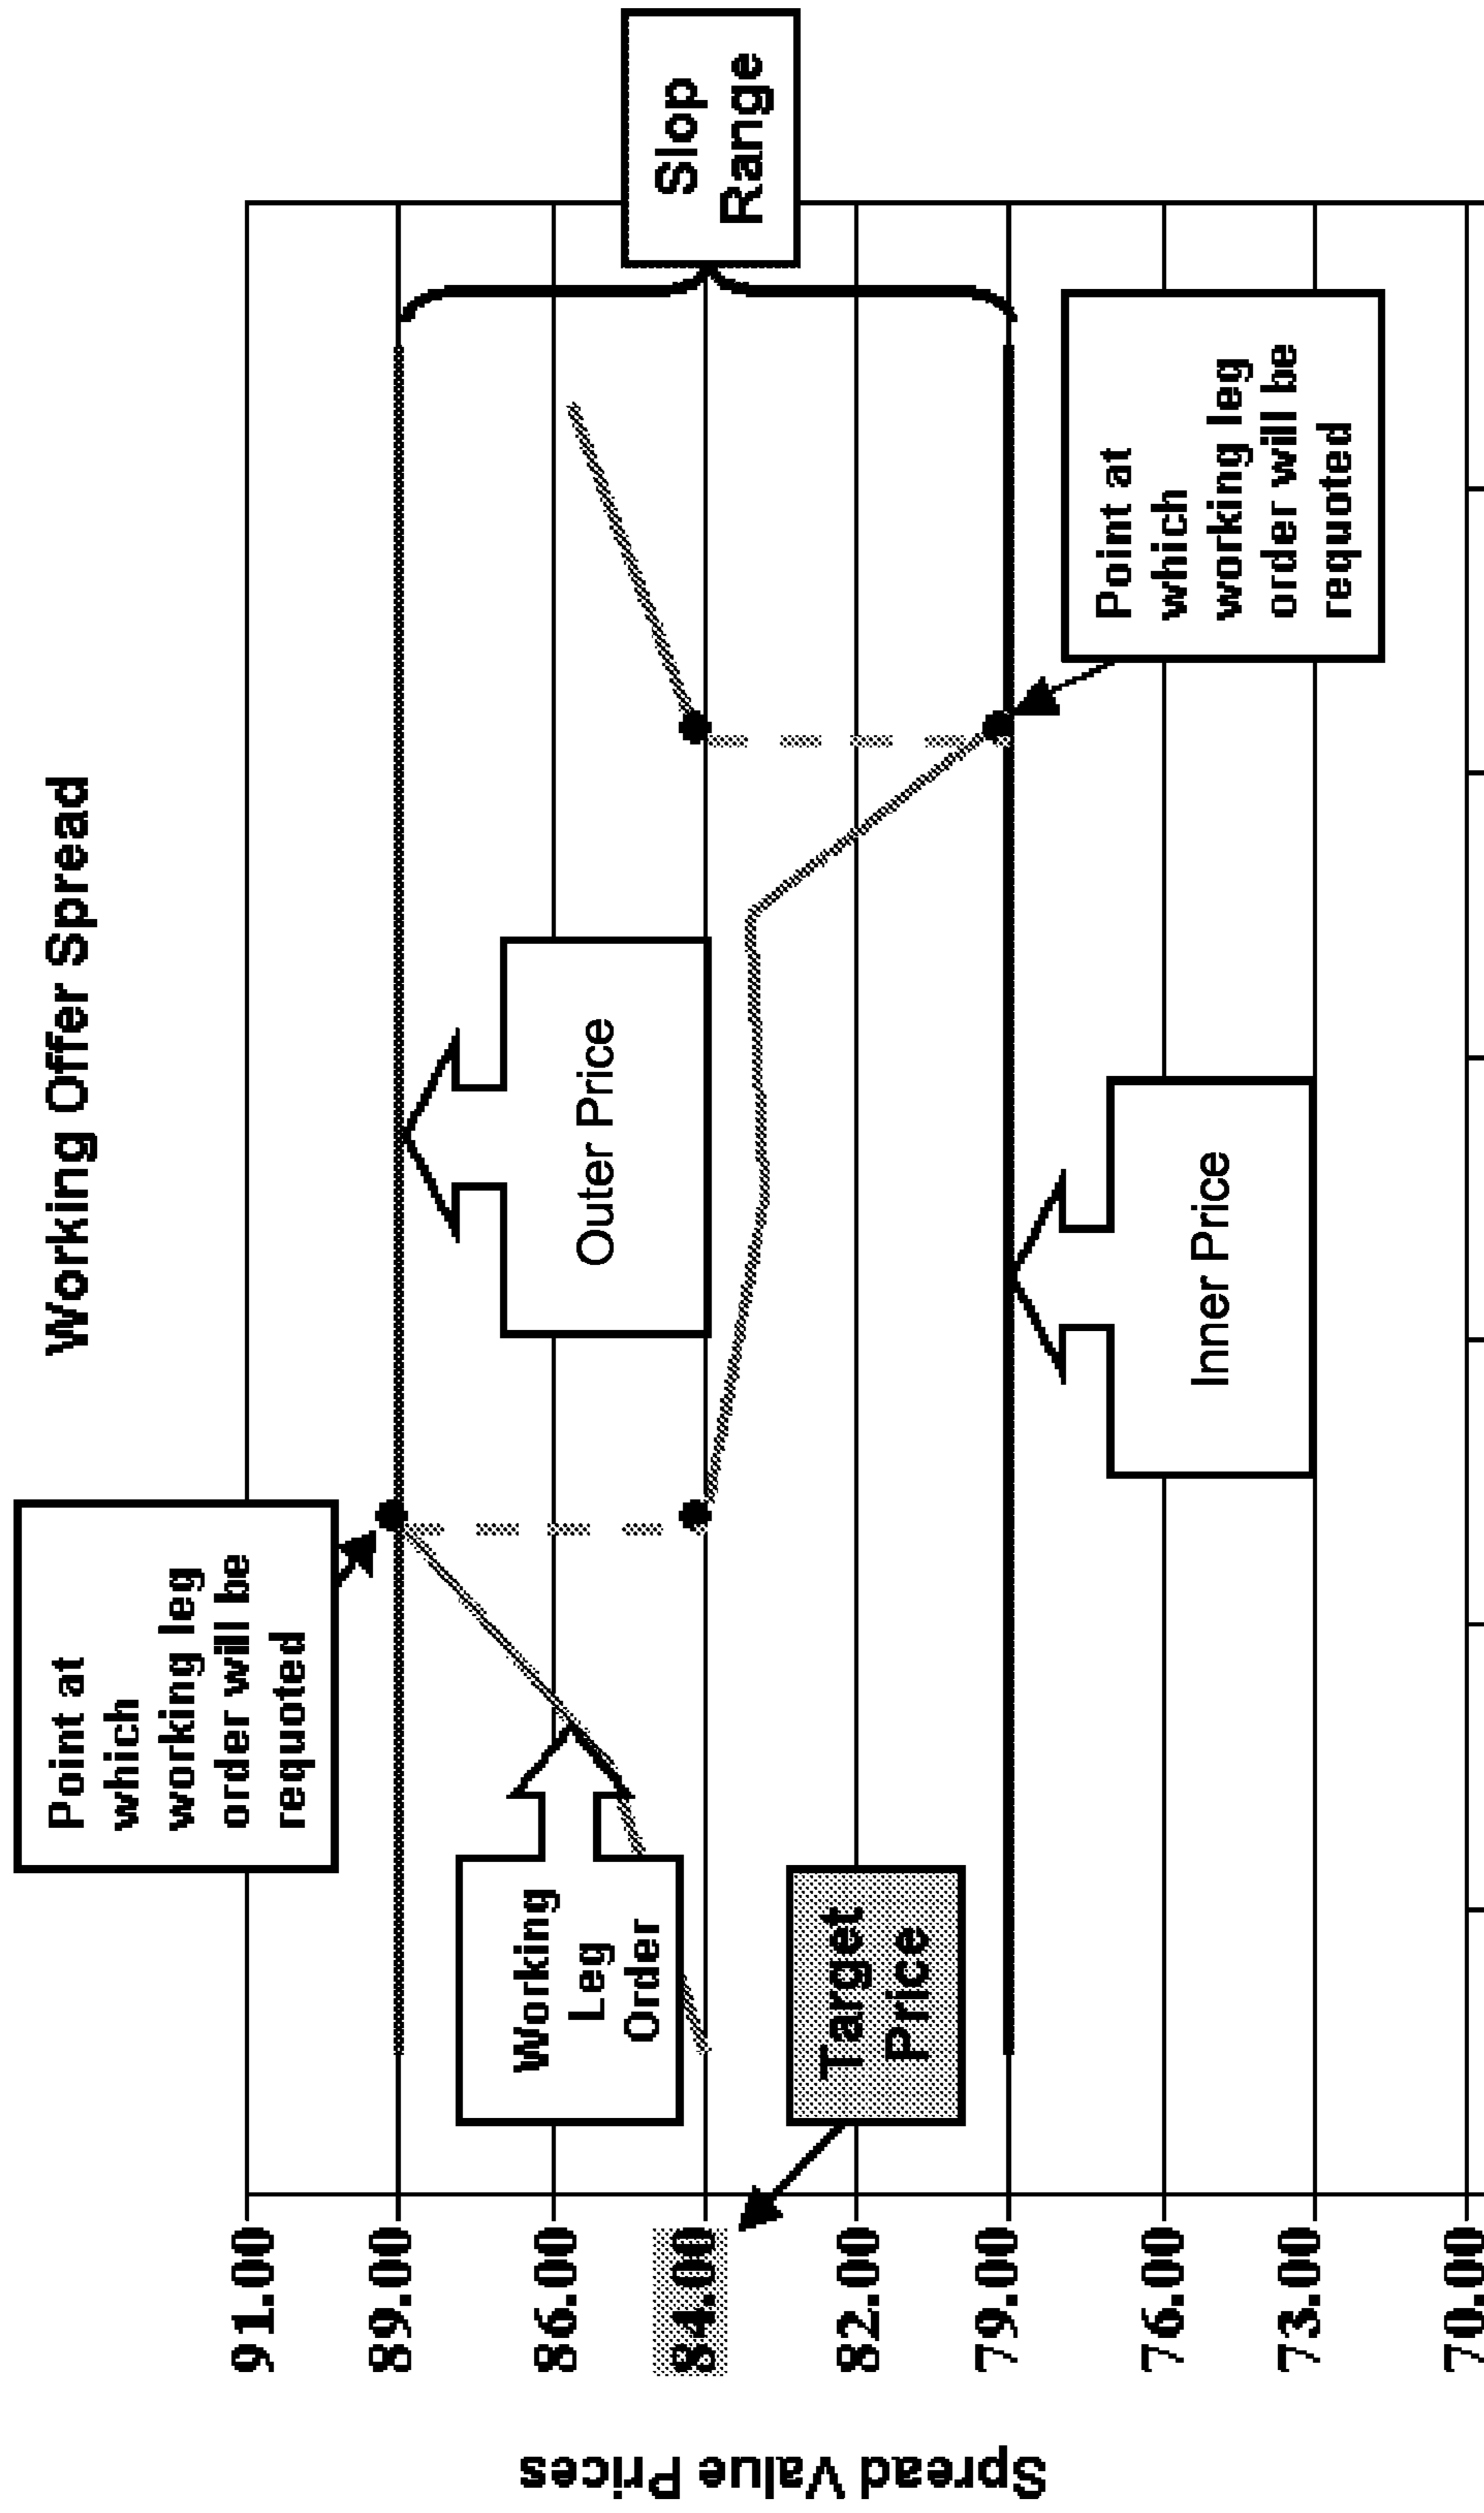 Working Offer Spread
Point at
which
working leg
order will be
requoted
Slop
Range
Working
Leg
Order
Outer Price
Target
Price
Inner Price
Point at
which
working leg
order will be
requoted
91.00
89.00
86.00
84.00
82.00
79.00
76.00
73.00
70.00
Spread Value Prices